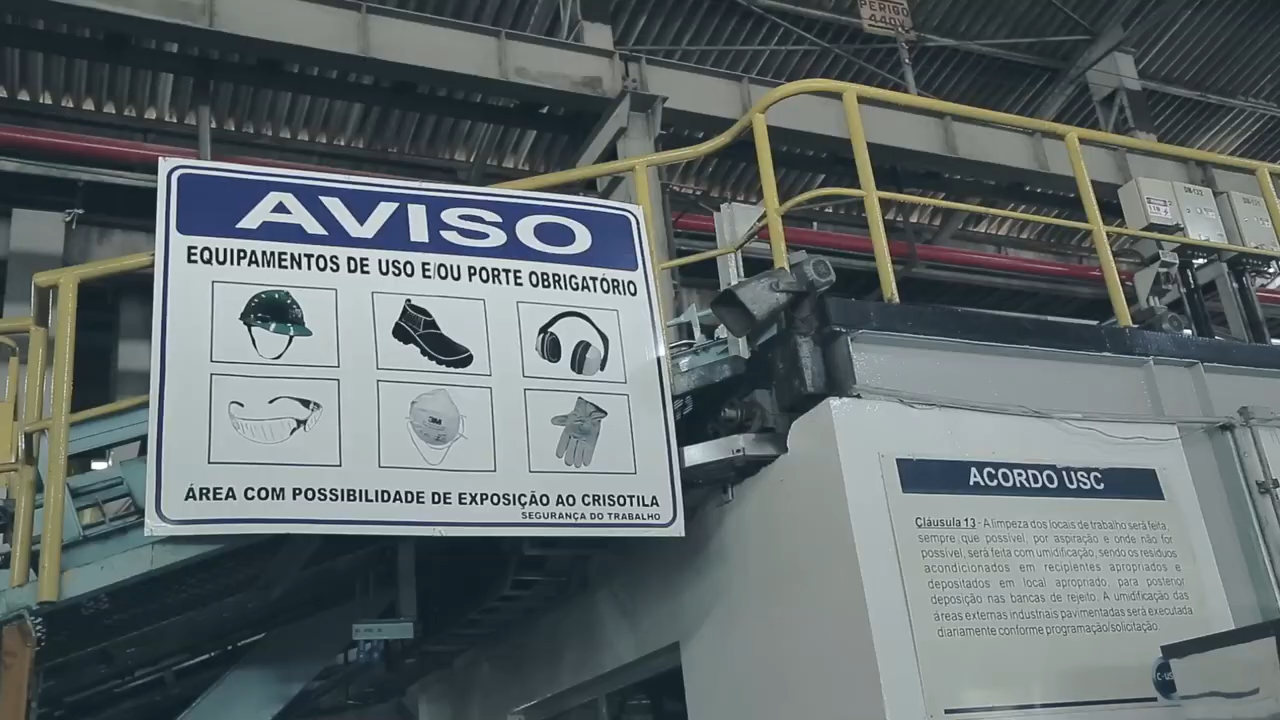 PERIGO
440V
AVISO
EQUIPAMENTOS DE USO E/OU PORTE OBRIGATÓRIO
3M
ÁREA COM POSSIBILIDADE DE EXPOSIÇÃO AO CRISOTILA
SEGURANÇA DO TRABALHO
ACORDO USC
Cláusula 13 - A limpeza dos locais de trabalho será feita,
sempre que possível, por aspiração e onde não for
possível, será feita com umidificação, sendo os resíduos
acondicionados em recipientes apropriados e
depositados em local apropriado, para posterior
deposição nas bancas de rejeito. A umidificação das
áreas externas industriais pavimentadas será executada
diariamente conforme programação/solicitação.